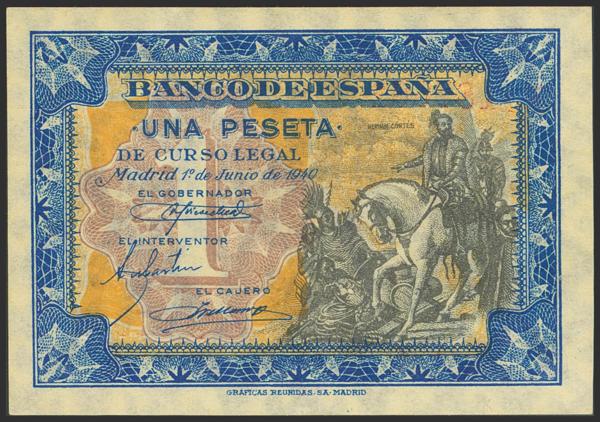 BANCO DE ESPAÑA
· UNA PESETA ·
HERNAN CORTES
DE CURSO LEGAL
Madrid 1º de Junio de 1940
EL GOBERNADOR
EL INTERVENTOR
EL CAJERO
1
GRÁFICAS REUNIDAS. S.A. MADRID